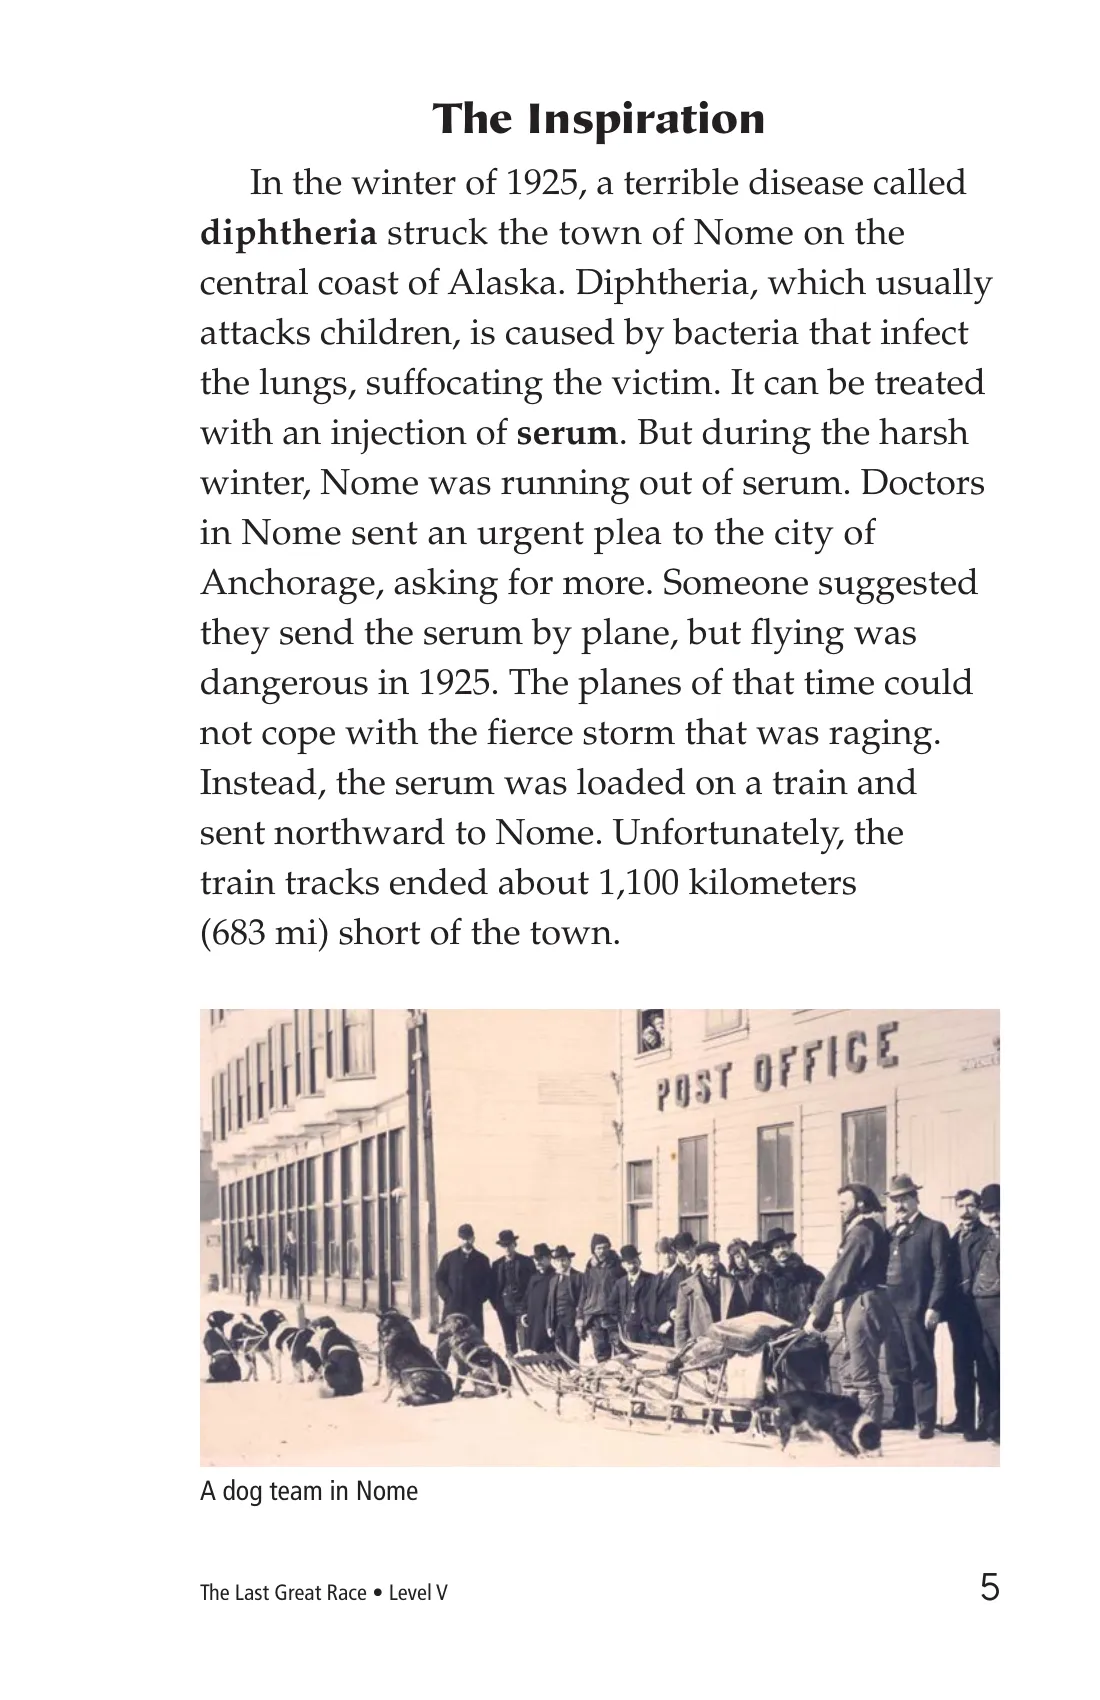 The Inspiration
In the winter of 1925, a terrible disease called
diphtheria struck the town of Nome on the
central coast of Alaska. Diphtheria, which usually
attacks children, is caused by bacteria that infect
the lungs, suffocating the victim. It can be treated
with an injection of serum. But during the harsh
winter, Nome was running out of serum. Doctors
in Nome sent an urgent plea to the city of
Anchorage, asking for more. Someone suggested
they send the serum by plane, but flying was
dangerous in 1925. The planes of that time could
not cope with the fierce storm that was raging.
Instead, the serum was loaded on a train and
sent northward to Nome. Unfortunately, the
train tracks ended about 1,100 kilometers
(683 mi) short of the town.
POST OFFICE
A dog team in Nome
The Last Great Race • Level V
5